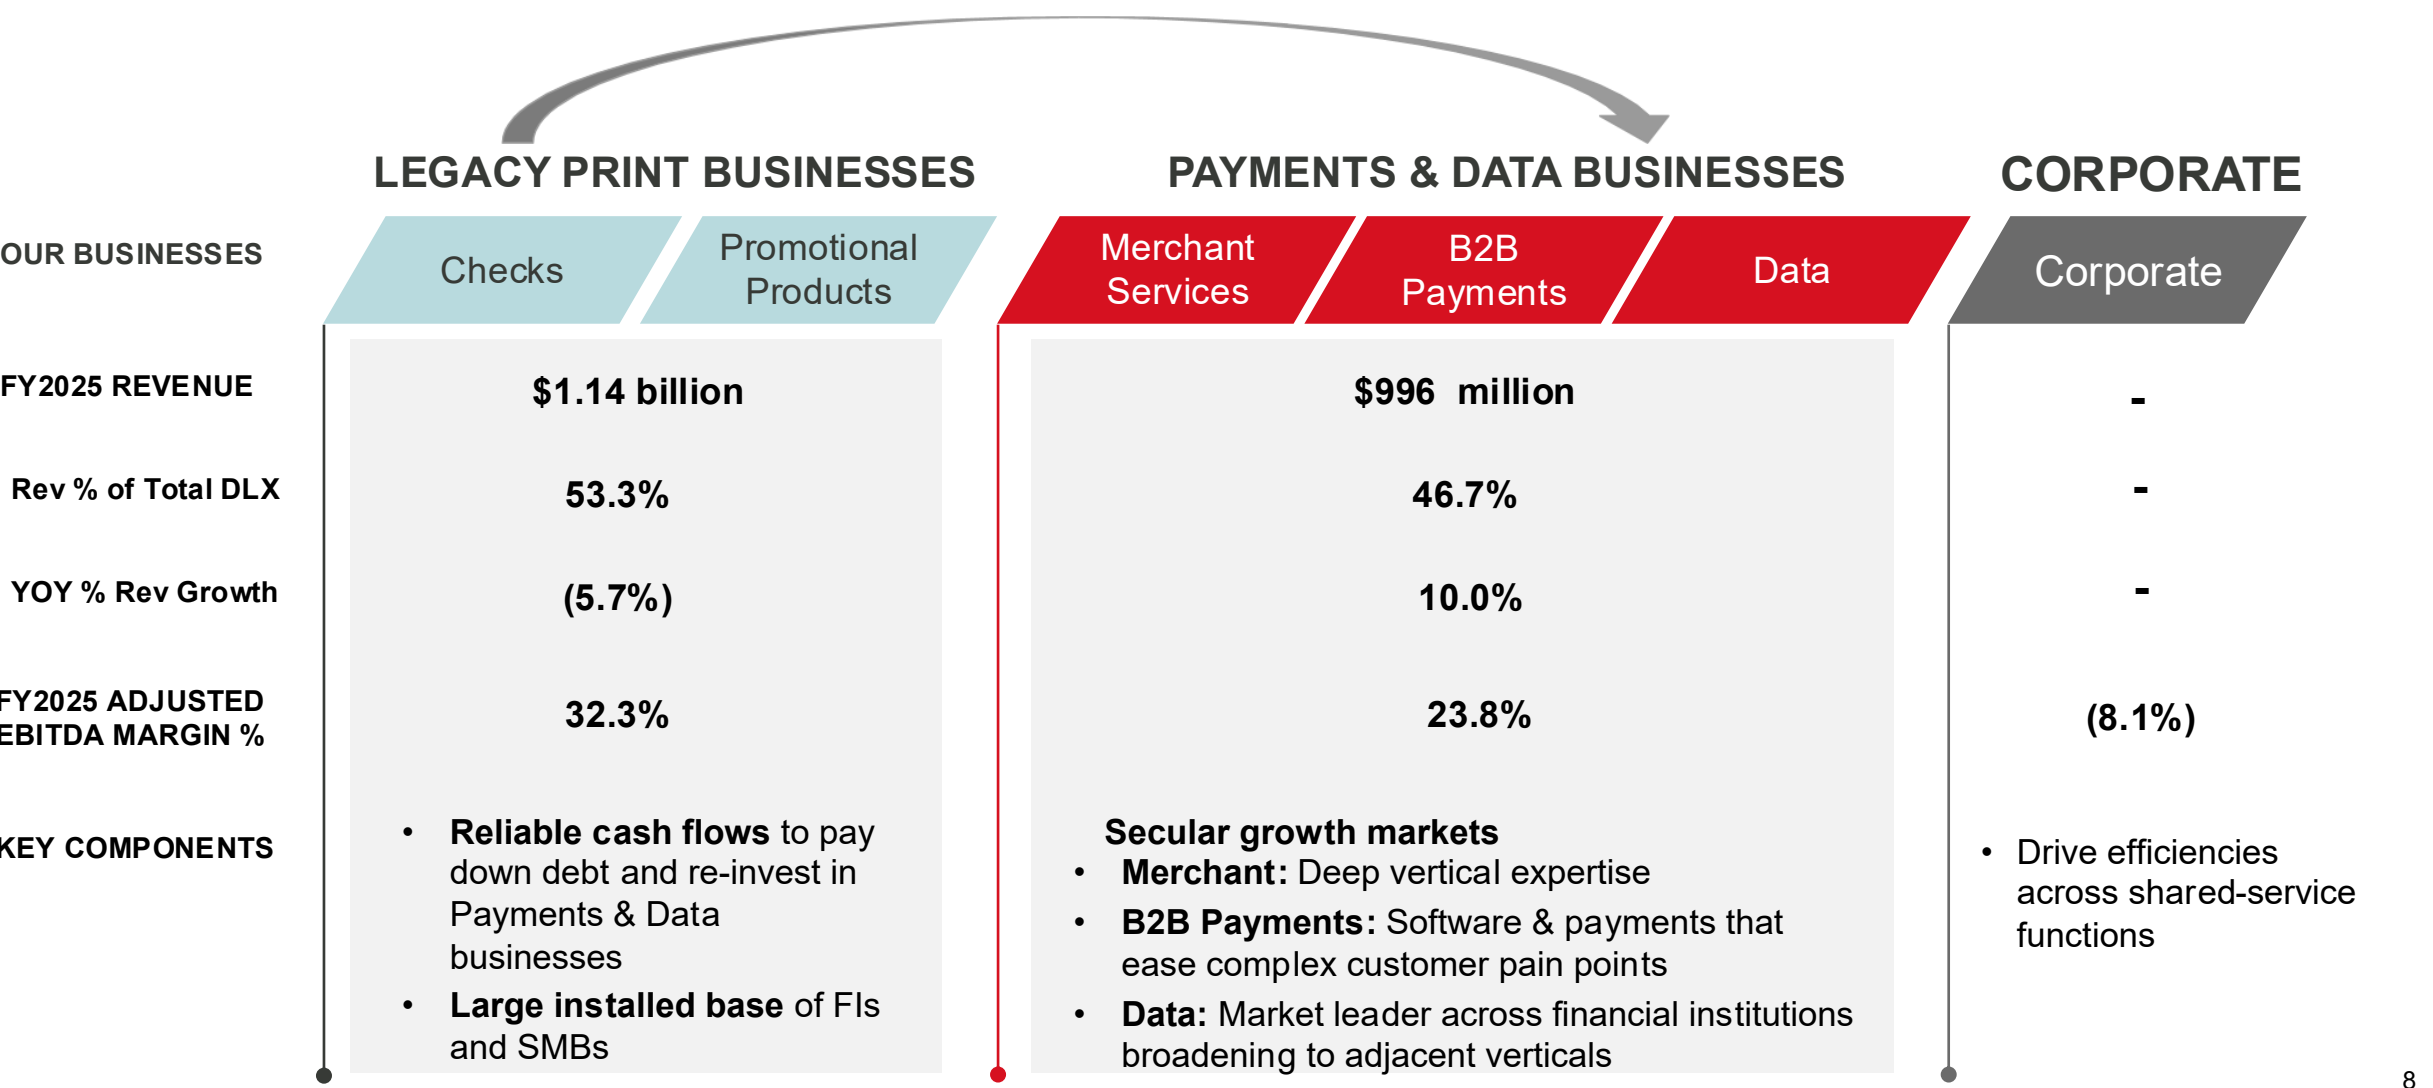 LEGACY PRINT BUSINESSES
PAYMENTS & DATA BUSINESSES
CORPORATE
OUR BUSINESSES
Checks
Promotional
Products
Merchant
Services
B2B
Payments
Data
Corporate
FY2025 REVENUE
$1.14 billion
$996 million
-
Rev % of Total DLX
53.3%
46.7%
-
YOY % Rev Growth
(5.7%)
10.0%
-
FY2025 ADJUSTED
EBITDA MARGIN %
32.3%
23.8%
(8.1%)
KEY COMPONENTS
• Reliable cash flows to pay
down debt and re-invest in
Payments & Data
businesses
• Large installed base of FIs
and SMBs
Secular growth markets
• Merchant: Deep vertical expertise
• B2B Payments: Software & payments that
ease complex customer pain points
• Data: Market leader across financial institutions
broadening to adjacent verticals
• Drive efficiencies
across shared-service
functions
8